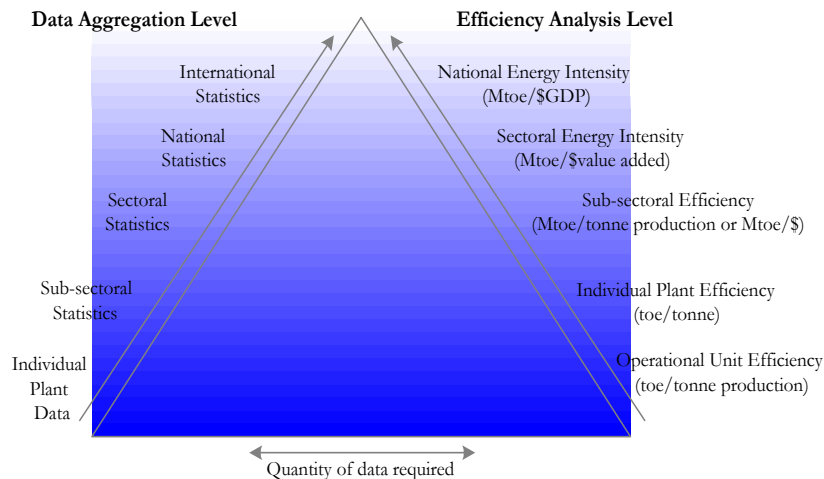 Data Aggregation Level
Efficiency Analysis Level
International
Statistics
National
Statistics
Sectoral
Statistics
Sub-sectoral
Statistics
Individual
Plant
Data
National Energy Intensity
(Mtoe/$GDP)
Sectoral Energy Intensity
(Mtoe/$value added)
Sub-sectoral Efficiency
(Mtoe/tonne production or Mtoe/$)
Individual Plant Efficiency
(toe/tonne)
Operational Unit Efficiency
(toe/tonne production)
Quantity of data required